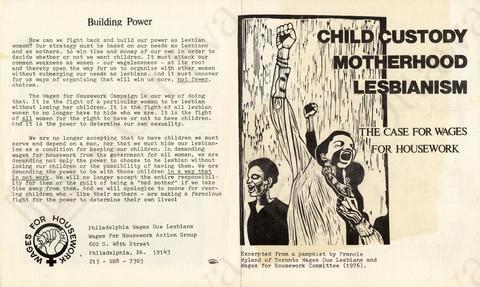 Building Power
How can we fight back and build our power as lesbian
women? Our strategy must be based on our needs as lesbians
and as mothers. to win time and money of our own in order to
decide whether or not we want children. It must attack our
common weakness as women - our wagelessness - at its root
and thereby open the way for us to organize with other women
without submerging our needs as lesbians. And it must uncover
for us ways of organising that will win us more, not fewer,
choices.
The Wages for Housework Campaign is our way of doing
that. It is the fight of a particular woman to be lesbian
without losing her children. It is the fight of all lesbian
women to no longer have to hide who we are. It is the fight
of all women for the right to have or not to have children.
And it is the power to determine our own sexuality.
We are no longer accepting that to have children we must
serve and depend on a man, nor that we must hide our lesbian-
ism as a condition for keeping our children. In demanding
wages for housework from the government for all women, we are
demanding not only the power to choose to be lesbian without
losing our children or the possibility of having them. We are
demanding the power to be with those children in a way that
is not work. We will no longer accept the entire responsibil-
ity for them or the guilt of being a "bad mother" if we take
time away from them. And we will apologise to noone for rear-
ing children who - like their mothers - are making a ferocious
fight for the power to determine their own lives!
WAGES FOR HOUSEWORK
Philadelphia Wages Due Lesbians
Wages For Housework Action Group
602 S. 48th Street
Philadelphia, PA. 19143
215 - SH8 - 7303
CHILD CUSTODY
MOTHERHOOD
LESBIANISM
THE CASE FOR WAGES
FOR HOUSEWORK
Excerpted from a pamphlet by Francie
Wyland of Toronto Wages Due Lesbians and
Wages for Housework Committee (1976).